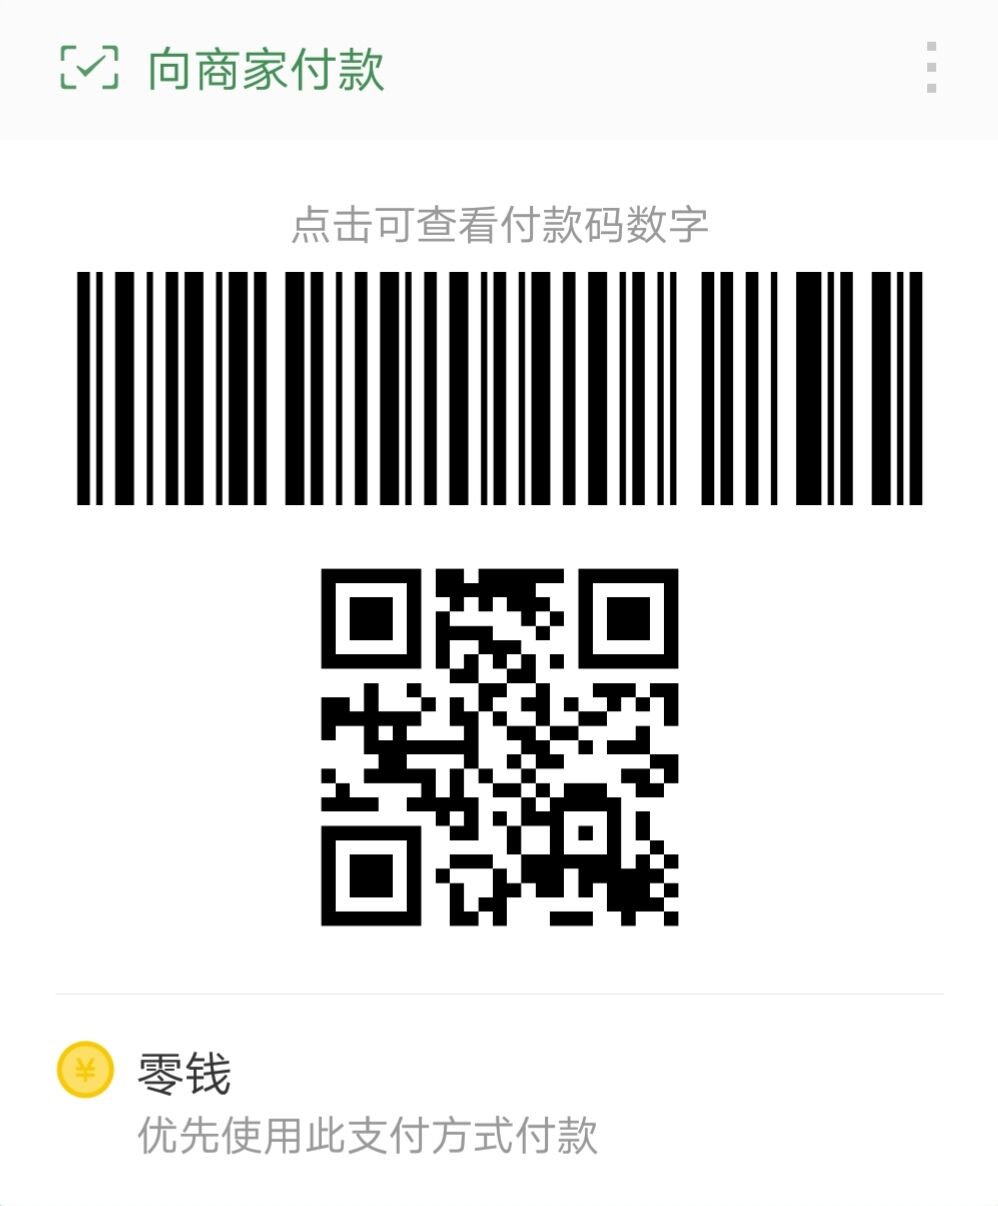 向商家付款
点击可查看付款码数字
¥
零钱
优先使用此支付方式付款